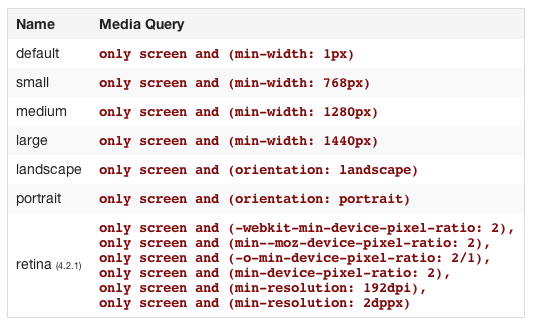 Name Media Query
default only screen and (min-width: 1px)
small only screen and (min-width: 768px)
medium only screen and (min-width: 1280px)
large only screen and (min-width: 1440px)
landscape only screen and (orientation: landscape)
portrait only screen and (orientation: portrait)
retina (4.2.1) only screen and (-webkit-min-device-pixel-ratio: 2),
only screen and (min--moz-device-pixel-ratio: 2),
only screen and (-o-min-device-pixel-ratio: 2/1),
only screen and (min-device-pixel-ratio: 2),
only screen and (min-resolution: 192dpi),
only screen and (min-resolution: 2dppx)